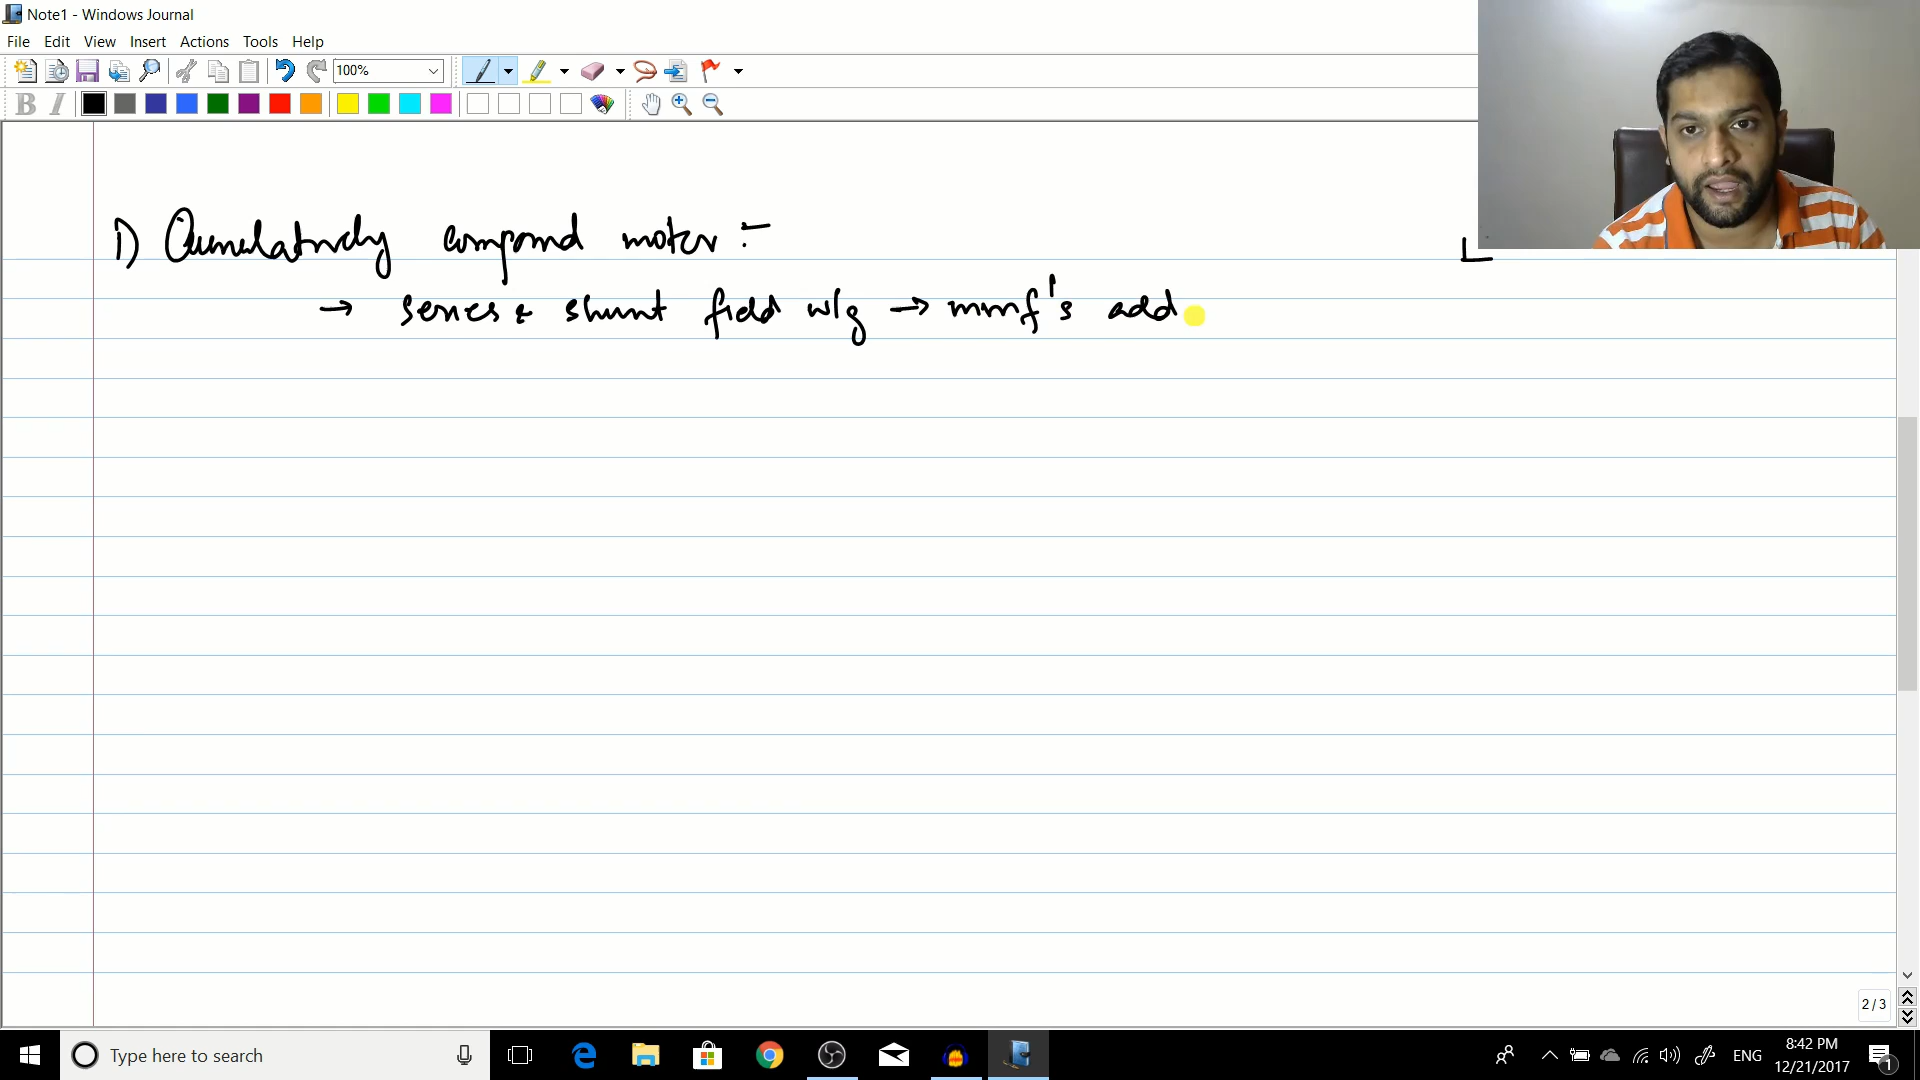 Note1 - Windows Journal
File Edit View Insert Actions Tools Help
100%
B I
1) Cumulatively compound motor :-
→ series & shunt field w/g → mmf's add
2 / 3
Type here to search
ENG
8:42 PM
12/21/2017
1